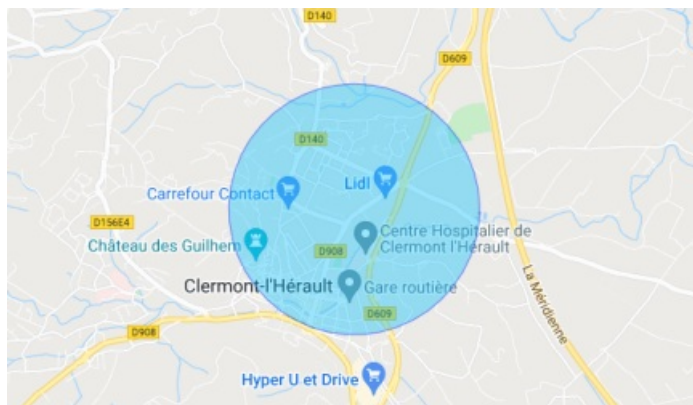 D140
D609
D140
Lidl
Carrefour Contact
D156E4
Château des Guilhem
Centre Hospitalier de
Clermont l'Hérault
D908
Clermont-l'Hérault
Gare routière
La Méridienne
D609
D908
Hyper U et Drive